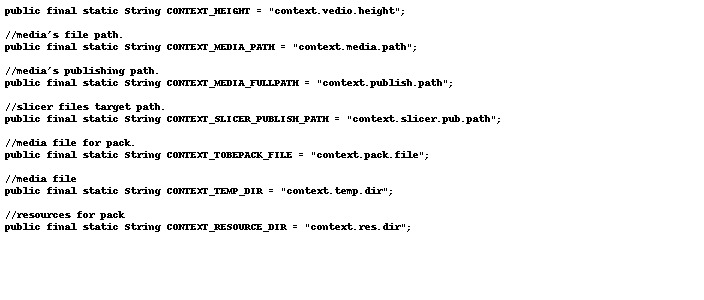 public final static String CONTEXT_HEIGHT = "context.vedio.height";
//media's file path.
public final static String CONTEXT_MEDIA_PATH = "context.media.path";
//media's publishing path.
public final static String CONTEXT_MEDIA_FULLPATH = "context.publish.path";
//slicer files target path.
public final static String CONTEXT_SLICER_PUBLISH_PATH = "context.slicer.pub.path";
//media file for pack.
public final static String CONTEXT_TOBEPACK_FILE = "context.pack.file";
//media file
public final static String CONTEXT_TEMP_DIR = "context.temp.dir";
//resources for pack
public final static String CONTEXT_RESOURCE_DIR = "context.res.dir";